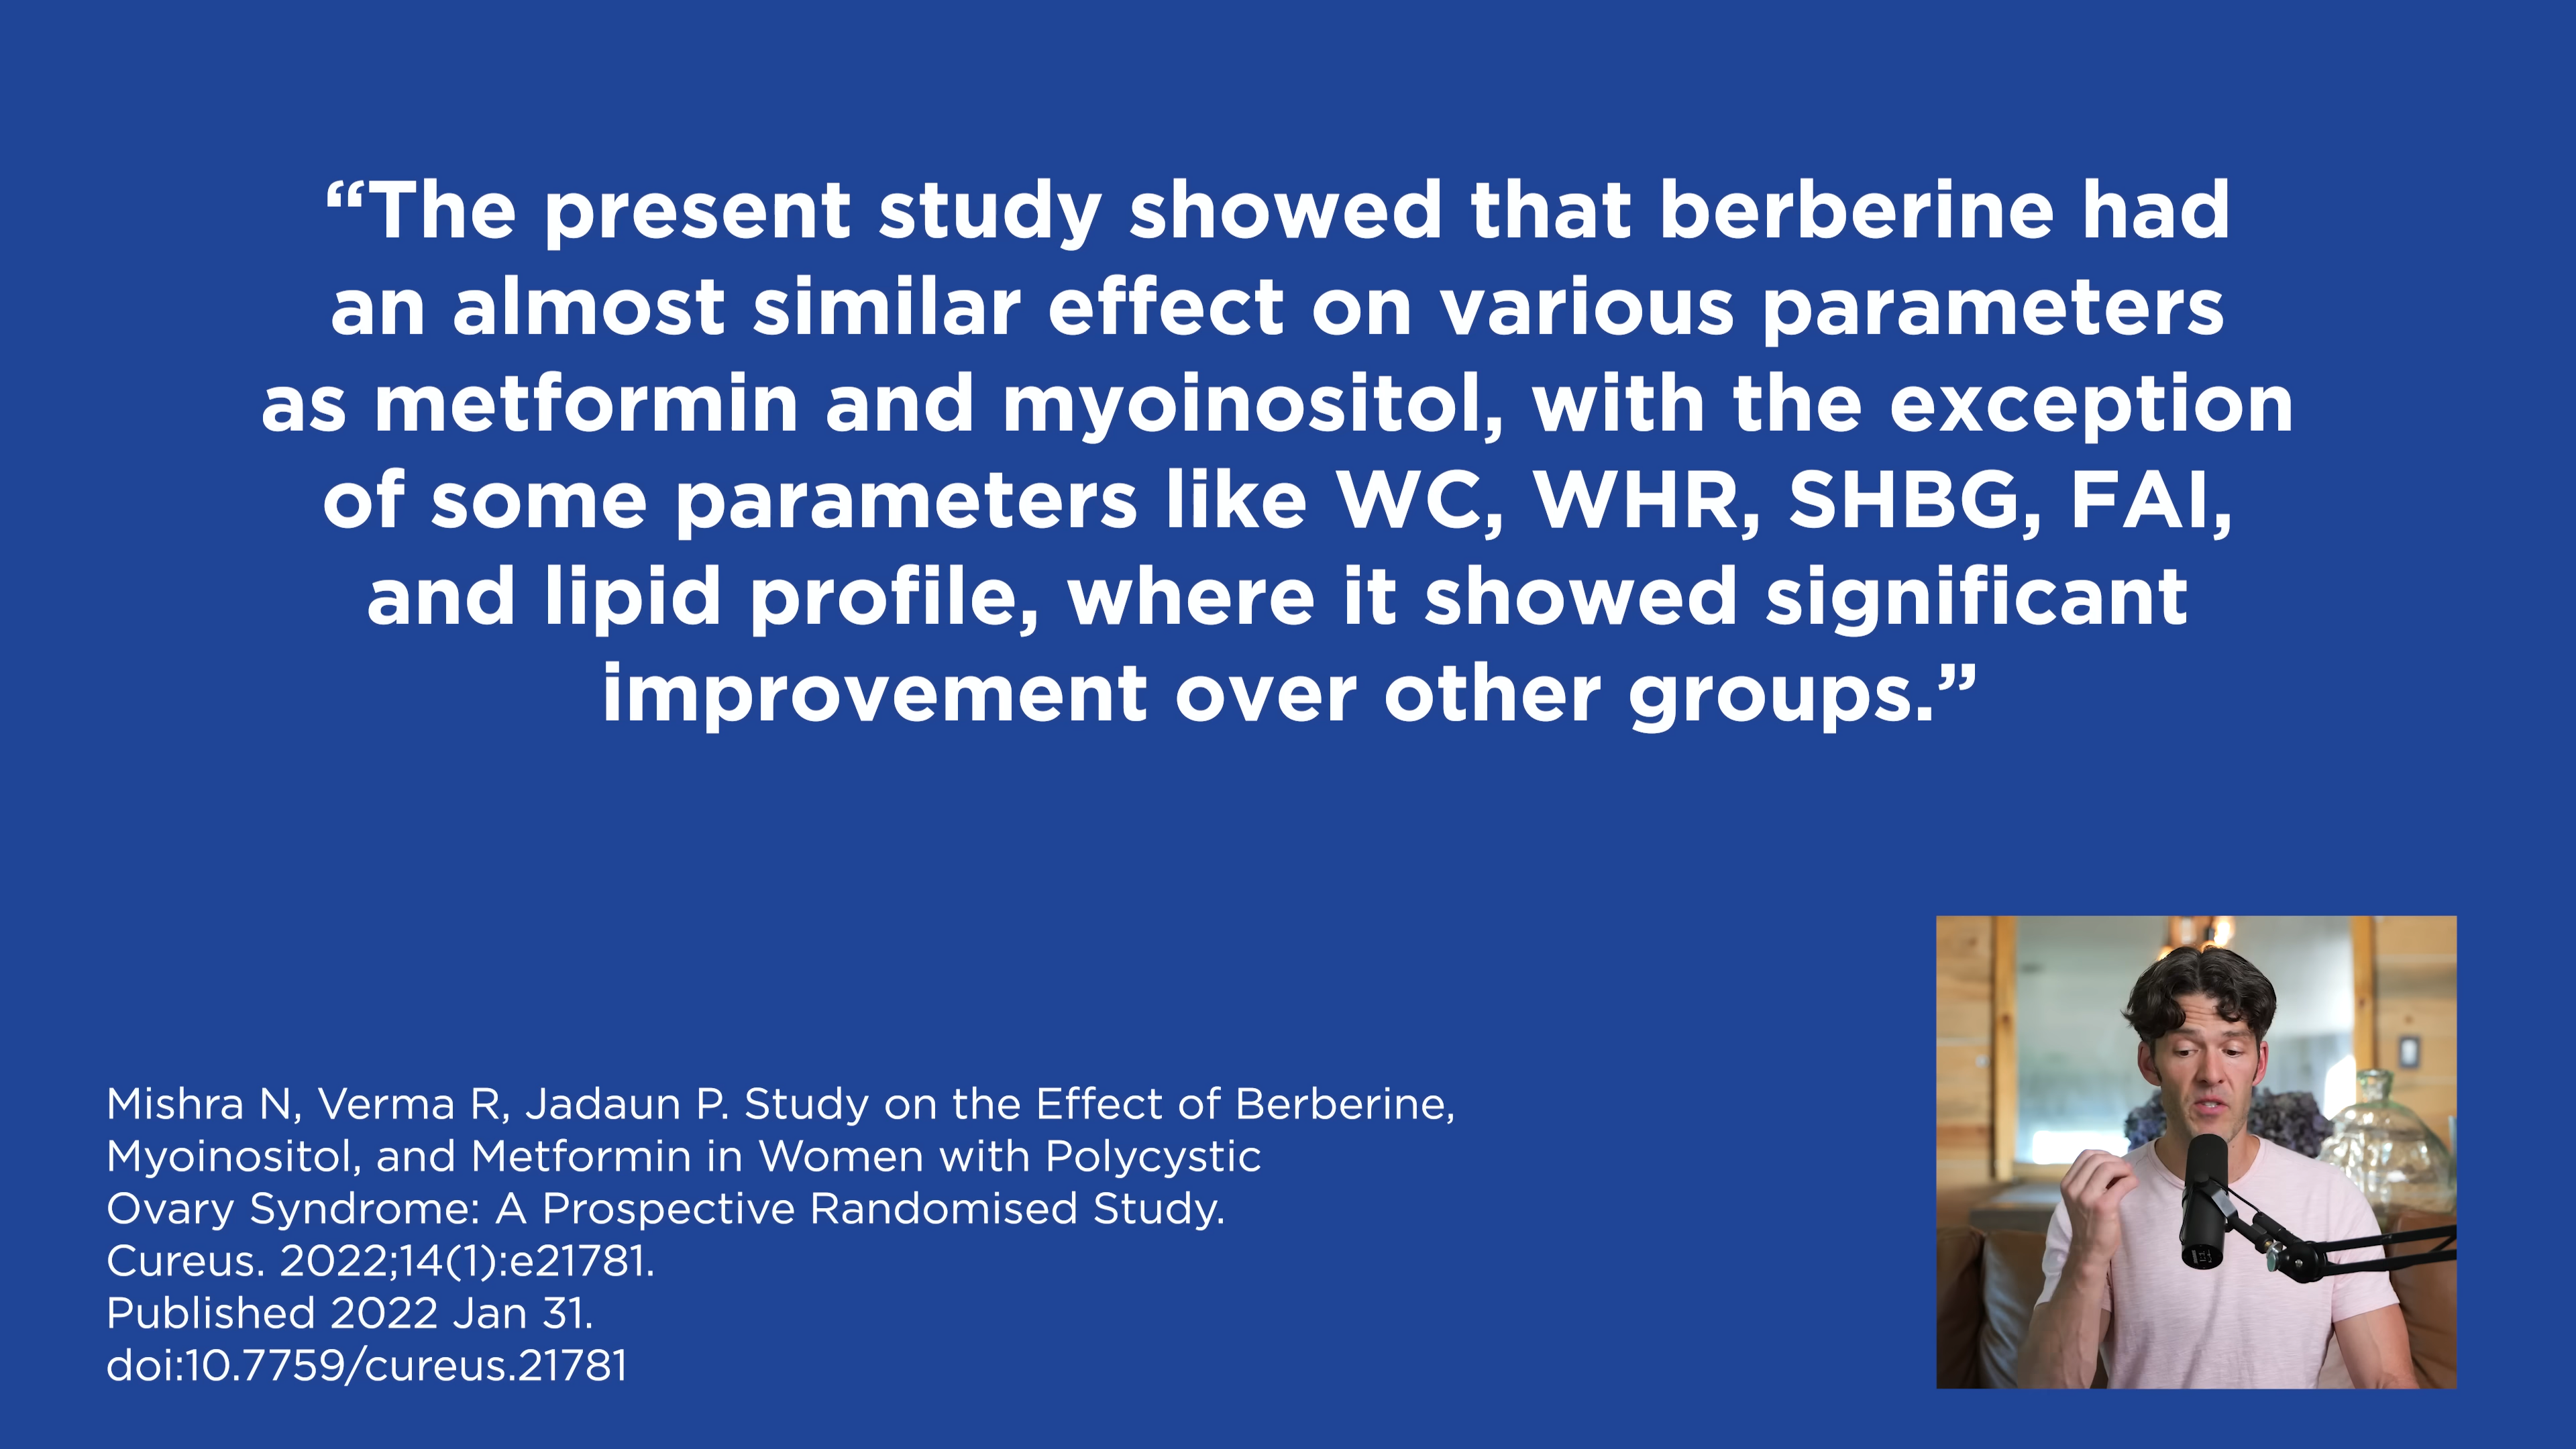 “The present study showed that berberine had
an almost similar effect on various parameters
as metformin and myoinositol, with the exception
of some parameters like WC, WHR, SHBG, FAI,
and lipid profile, where it showed significant
improvement over other groups.”
Mishra N, Verma R, Jadaun P. Study on the Effect of Berberine,
Myoinositol, and Metformin in Women with Polycystic
Ovary Syndrome: A Prospective Randomised Study.
Cureus. 2022;14(1):e21781.
Published 2022 Jan 31.
doi:10.7759/cureus.21781